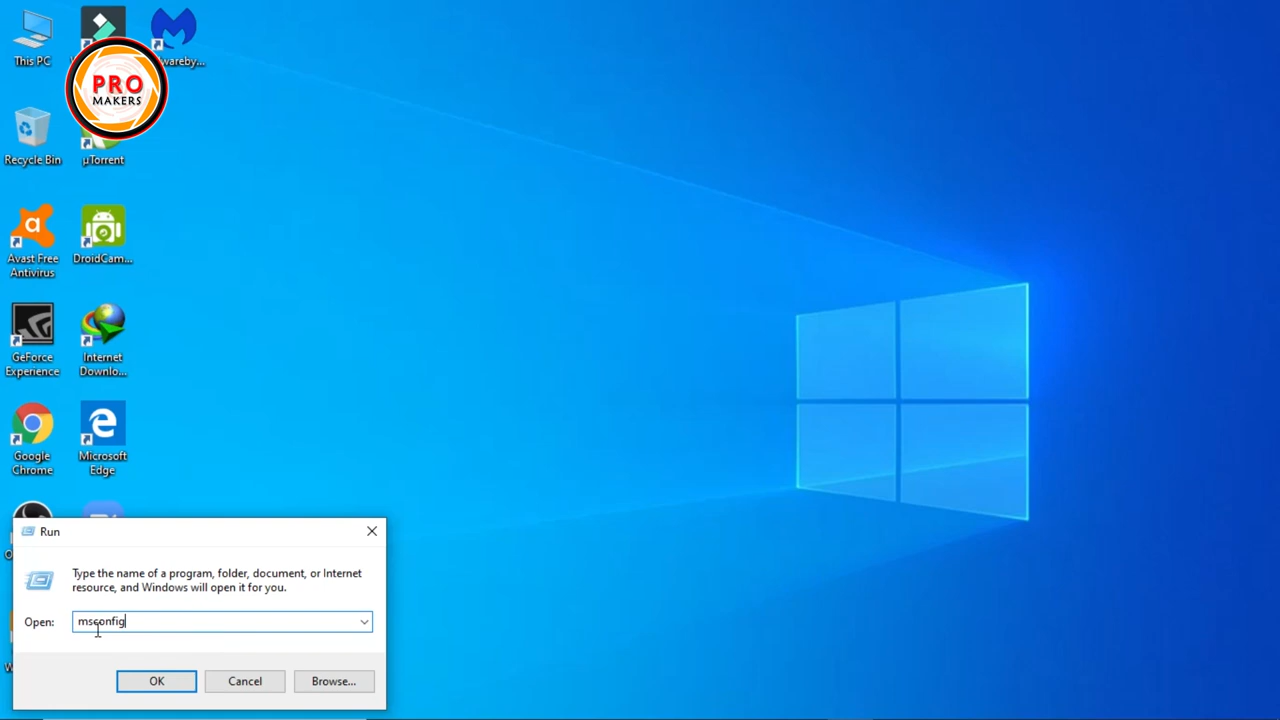 This PC
wareby...
PRO
MAKERS
Recycle Bin
µTorrent
Avast Free
Antivirus
DroidCam...
GeForce
Experience
Internet
Downlo...
Google
Chrome
Microsoft
Edge
Run
Type the name of a program, folder, document, or Internet
resource, and Windows will open it for you.
Open:
msconfig
OK
Cancel
Browse...